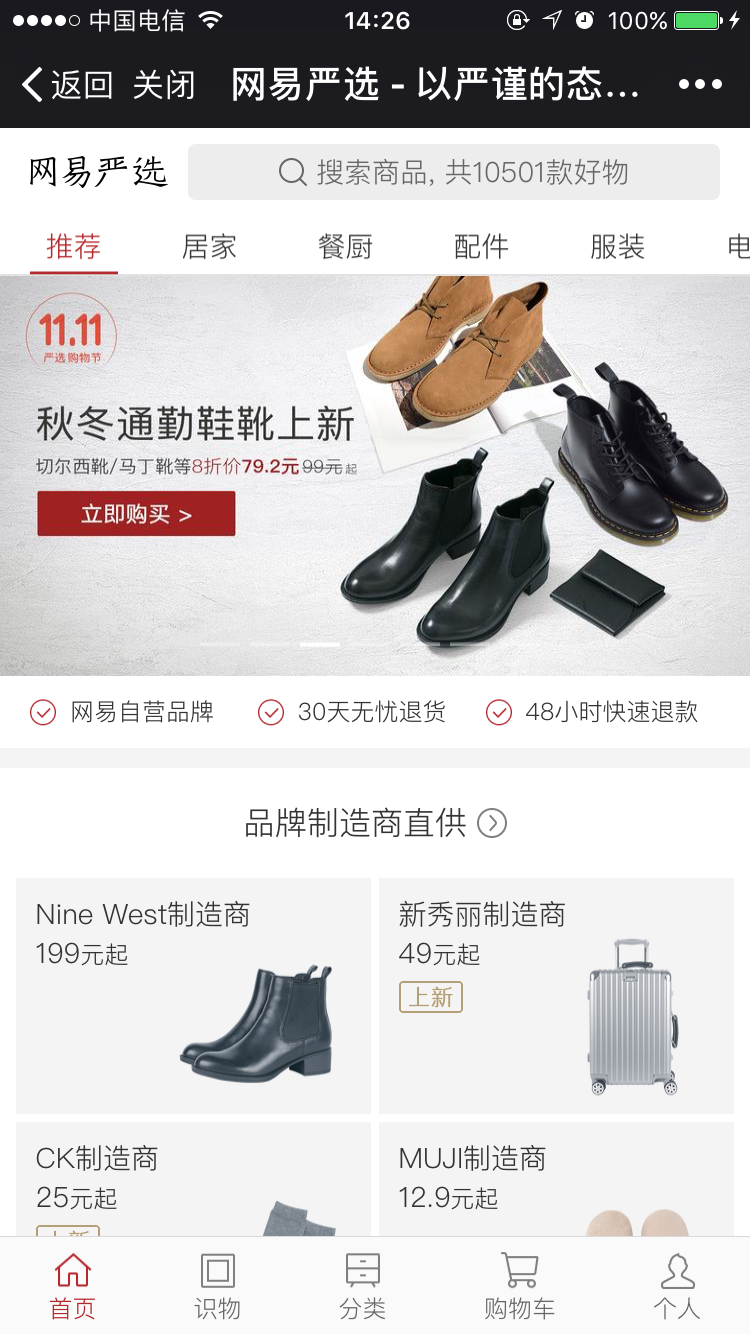 中国电信 14:26 100%
返回 关闭 网易严选 - 以严谨的态...
网易严选 搜索商品, 共10501款好物
推荐 居家 餐厨 配件 服装 电
11.11
严选购物节
秋冬通勤鞋靴上新
切尔西靴/马丁靴等8折价79.2元 99元 起
立即购买 >
网易自营品牌 30天无忧退货 48小时快速退款
品牌制造商直供
Nine West制造商
199元起
新秀丽制造商
49元起
上新
CK制造商
25元起
上新
MUJI制造商
12.9元起
首页 识物 分类 购物车 个人